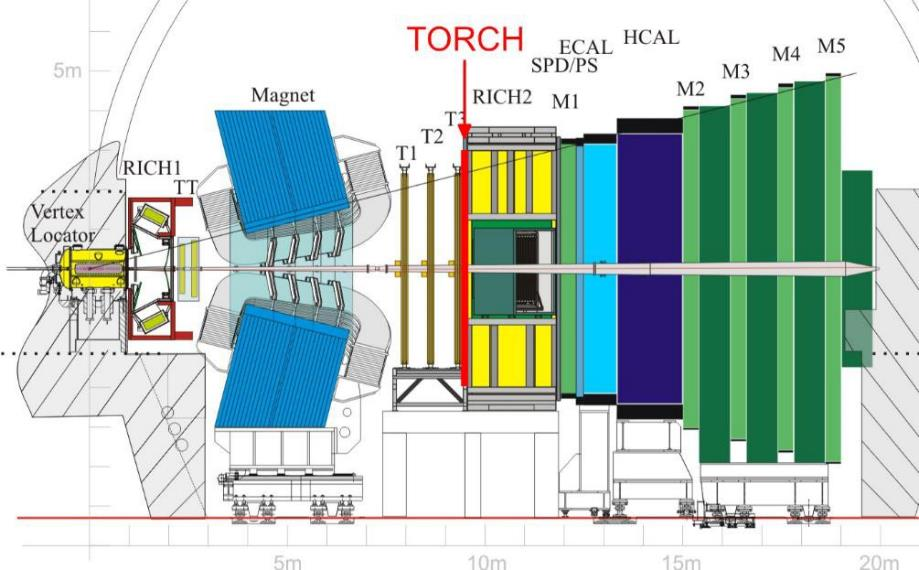 TORCH
ECAL
HCAL
SPD/PS
M4
M5
M3
M2
5m
Magnet
RICH2
M1
T3
T2
T1
RICH1
TT
Vertex
Locator
5m
10m
15m
20m